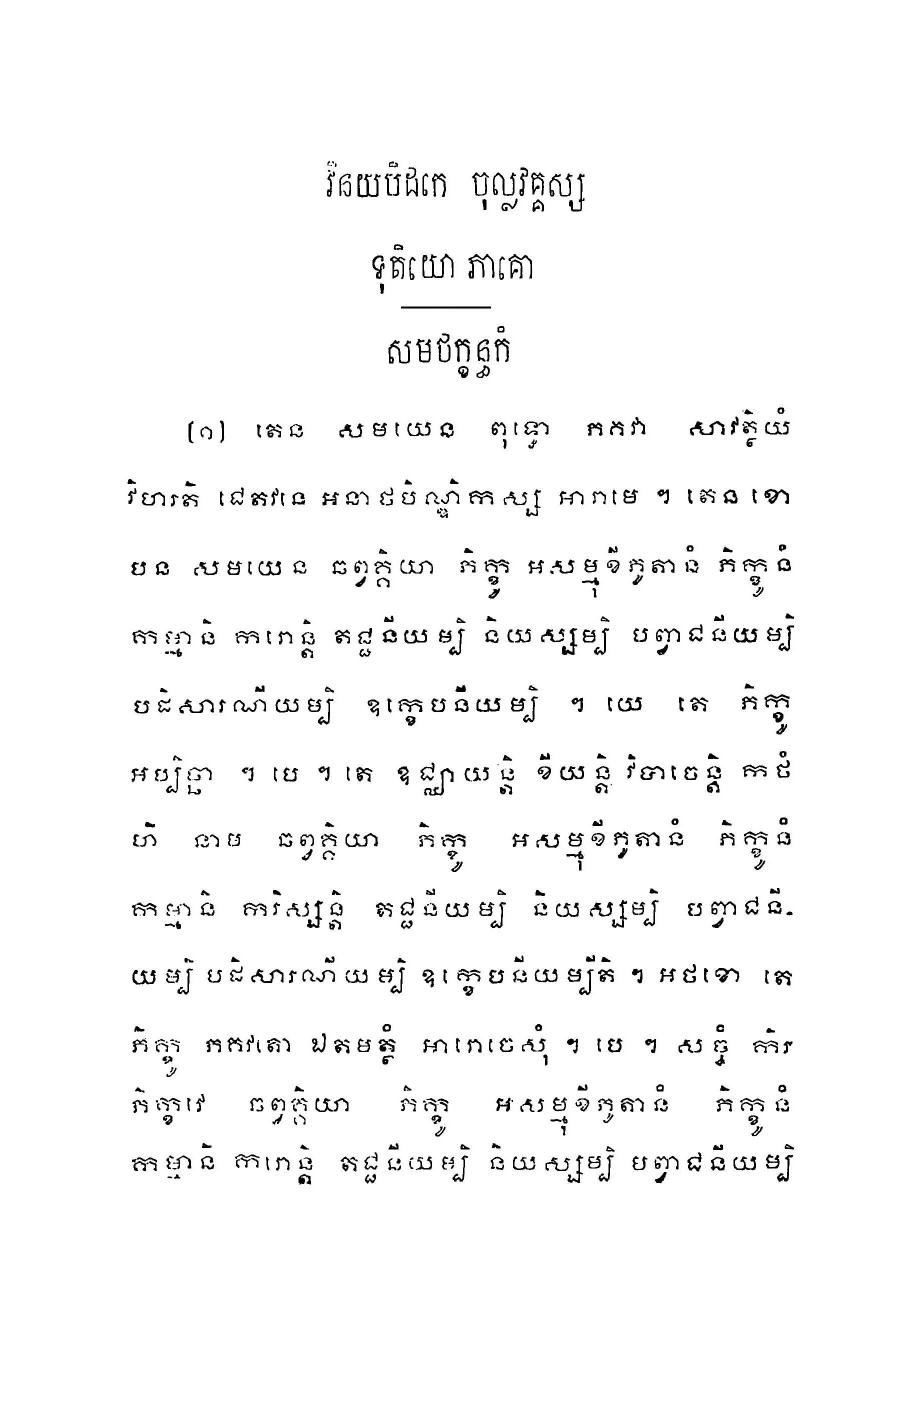 វិនយបិដកេ ចុល្លវគ្គស្ស
ទុតិយោ ភាគោ
សមថក្ខន្ធកំ
(១) តេន សមយេន ពុទ្ធោ ភគវា សាវត្ថិយំ
វិហរតិ ជេតវនេ អនាថបិណ្ឌិកស្ស អារាមេ ។ តេន ខោ
បន សមយេន ឆព្វគ្គិយា ភិក្ខូ អសម្មុខីភូតានំ ភិក្ខូនំ
កម្មានិ ករោន្តិ តជ្ជនីយម្បិ និយស្សម្បិ បព្វាជនីយម្បិ
បដិសារណីយម្បិ ឧក្ខេបនីយម្បិ ។ យេ តេ ភិក្ខូ
អប្បិច្ឆា ។ បេ ។ តេ ឧជ្ឈាយន្តិ ខីយន្តិ វិបាចេន្តិ កថំ
ហិ នាម ឆព្វគ្គិយា ភិក្ខូ អសម្មុខីភូតានំ ភិក្ខូនំ
កម្មានិ ករិស្សន្តិ តជ្ជនីយម្បិ និយស្សម្បិ បព្វាជនី-
យម្បិ បដិសារណីយម្បិ ឧក្ខេបនីយម្បីតិ ។ អថខោ តេ
ភិក្ខូ ភគវតោ ឯតមត្ថំ អារោចេសុំ ។ បេ ។ សច្ចំ កិរ
ភិក្ខវេ ឆព្វគ្គិយា ភិក្ខូ អសម្មុខីភូតានំ ភិក្ខូនំ
កម្មានិ ករោន្តិ តជ្ជនីយម្បិ និយស្សម្បិ បព្វាជនីយម្បិ